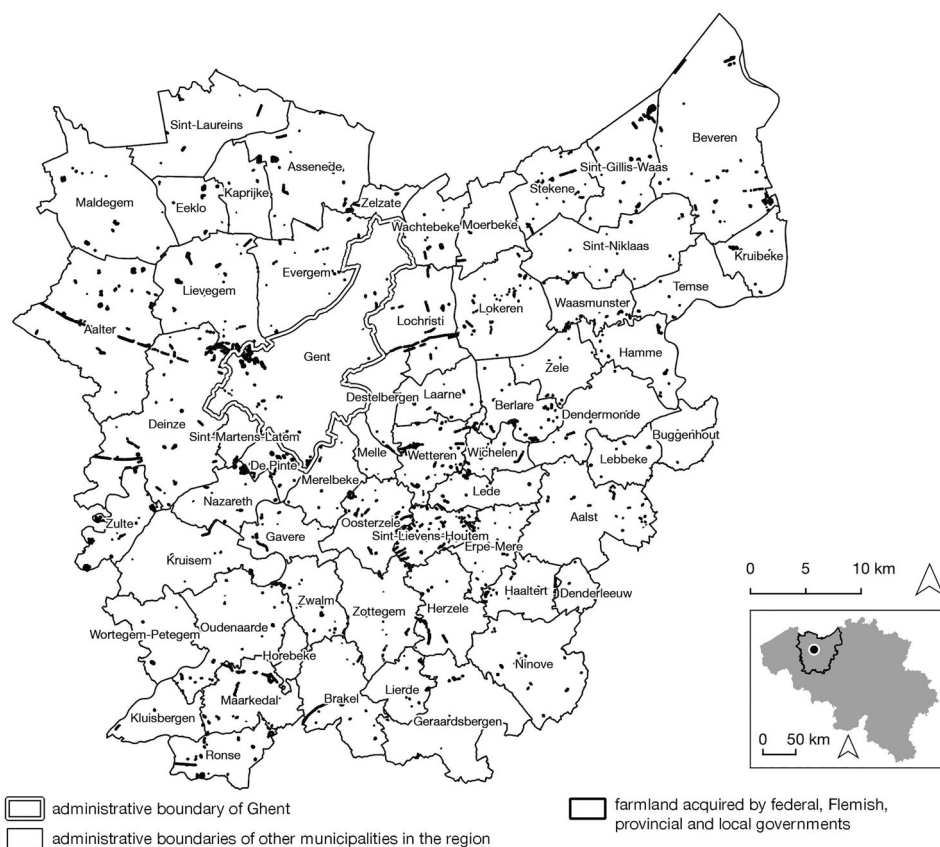 Sint-Laureins
Beveren
Assenede
Sint-Gillis-Waas
Maldegem
Eeklo
Kaprijke
Stekene
Zelzate
Wachtebeke
Moerbeke
Sint-Niklaas
Kruibeke
Evergem
Lievegem
Temse
Waasmunster
Lokeren
Lochristi
Aalter
Gent
Hamme
Zele
Destelbergen
Laarne
Berlare
Dendermonde
Deinze
Sint-Martens-Latem
Buggenhout
Melle
Wetteren
Wichelen
Lebbeke
De Pinte
Merelbeke
Lede
Nazareth
Aalst
Zulte
Oosterzele
Gavere
Sint-Lievens-Houtem
Erpe-Mere
Kruisem
Haaltert
Denderleeuw
Zwalm
Zottegem
Herzele
Wortegem-Petegem
Oudenaarde
Horebeke
Ninove
Maarkedal
Brakel
Lierde
Kluisbergen
Geraardsbergen
Ronse
0 5 10 km
0 50 km
administrative boundary of Ghent
administrative boundaries of other municipalities in the region
farmland acquired by federal, Flemish,
provincial and local governments